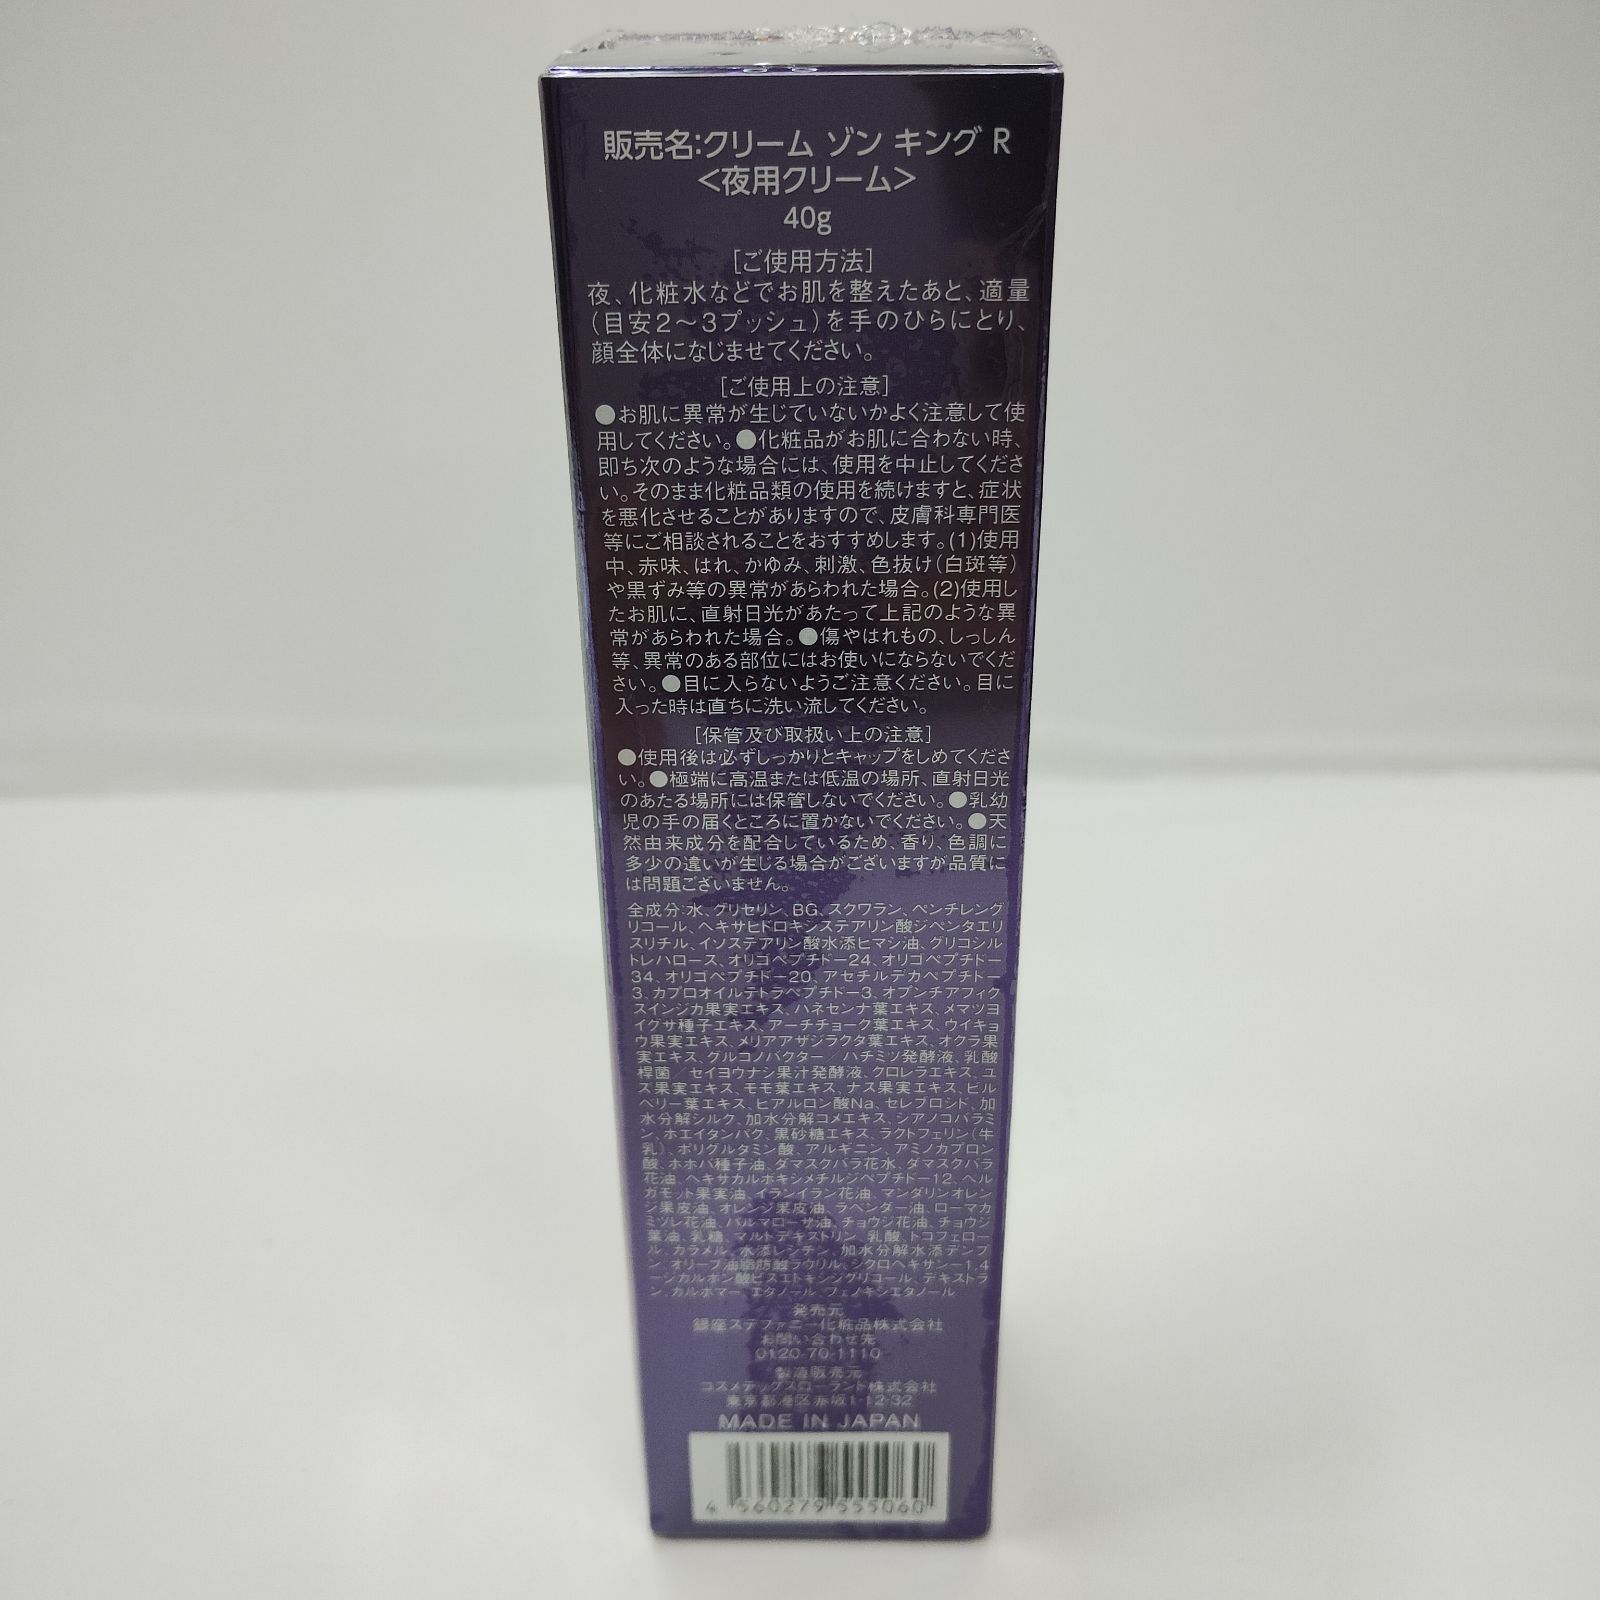 販売名:クリーム ゾン キング R
<夜用クリーム>
40g
[ご使用方法]
夜、化粧水などでお肌を整えたあと、適量
(目安2〜3プッシュ)を手のひらにとり、
顔全体になじませてください。
[ご使用上の注意]
●お肌に異常が生じていないかよく注意して使
用してください。●化粧品がお肌に合わない時、
即ち次のような場合には、使用を中止してくださ
い。そのまま化粧品類の使用を続けますと、症状
を悪化させることがありますので、皮膚科専門医
等にご相談されることをおすすめします。(1)使用
中、赤味、はれ、かゆみ、刺激、色抜け(白斑等)
や黒ずみ等の異常があらわれた場合。(2)使用し
たお肌に、直射日光があたって上記のような異
常があらわれた場合。●傷やはれもの、しっしん
等、異常のある部位にはお使いにならないでくだ
さい。●目に入らないようご注意ください。目に
入った時は直ちに洗い流してください。
[保管及び取扱い上の注意]
●使用後は必ずしっかりとキャップをしめてくださ
い。●極端に高温または低温の場所、直射日光
のあたる場所には保管しないでください。●乳幼
児の手の届くところに置かないでください。●天
然由来成分を配合しているため、香り、色調に
多少の違いが生じる場合がございますが品質に
は問題ございません。
全成分:水、グリセリン、BG、スクワラン、ペンチレング
リコール、ヘキサヒドロキシステアリン酸ジペンタエリ
スリチル、イソステアリン酸水添ヒマシ油、グリコシル
トレハロース、オリゴペプチド-24、オリゴペプチド-
34、オリゴペプチド-20、アセチルデカペプチド-
3、カプロオイルテトラペプチド-3、オプンチアフィク
スインジカ果実エキス、ハネセンナ葉エキス、メマツヨ
イグサ種子エキス、アーチチョーク葉エキス、ウイキョ
ウ果実エキス、メリアアザジラクタ葉エキス、オクラ果
実エキス、グルコノバクター/ハチミツ発酵液、乳酸
桿菌/セイヨウナシ果汁発酵液、クロレラエキス、ユ
ズ果実エキス、モモ葉エキス、ナス果実エキス、ビル
ベリー葉エキス、ヒアルロン酸Na、セレブロシド、加
水分解シルク、加水分解コメエキス、シアノコバラミ
ン、ホエイタンパク、黒砂糖エキス、ラクトフェリン(牛
乳)、ポリグルタミン酸、アルギニン、アミノカプロン
酸、ホホバ種子油、ダマスクバラ花水、ダマスクバラ
花油、ヘキサカルボキシメチルジペプチド-12、ベル
ガモット果実油、イランイラン花油、マンダリンオレン
ジ果皮油、オレンジ果皮油、ラベンダー油、ローマカ
ミツレ花油、パルマローサ油、チョウジ花油、チョウジ
葉油、乳糖、マルトデキストリン、乳酸、トコフェロー
ル、カラメル、水添レシチン、加水分解水添デンプ
ン、オリーブ油脂肪酸ラウリル、シクロヘキサン-1,4
-ジカルボン酸ビスエトキシジグリコール、デキストラ
ン、カルボマー、エタノール、フェノキシエタノール
発売元
銀座ステファニー化粧品株式会社
お問い合わせ先
0120-70-1110
製造販売元
コスメテックスローランド株式会社
東京都港区赤坂1-12-32
MADE IN JAPAN
4 560279 555060